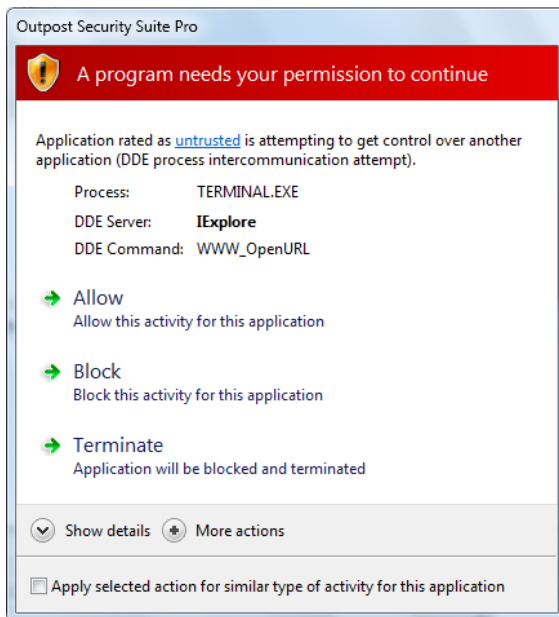 Outpost Security Suite Pro
A program needs your permission to continue
Application rated as untrusted is attempting to get control over another
application (DDE process intercommunication attempt).
Process: TERMINAL.EXE
DDE Server: IExplore
DDE Command: WWW_OpenURL
Allow
Allow this activity for this application
Block
Block this activity for this application
Terminate
Application will be blocked and terminated
Show details More actions
Apply selected action for similar type of activity for this application